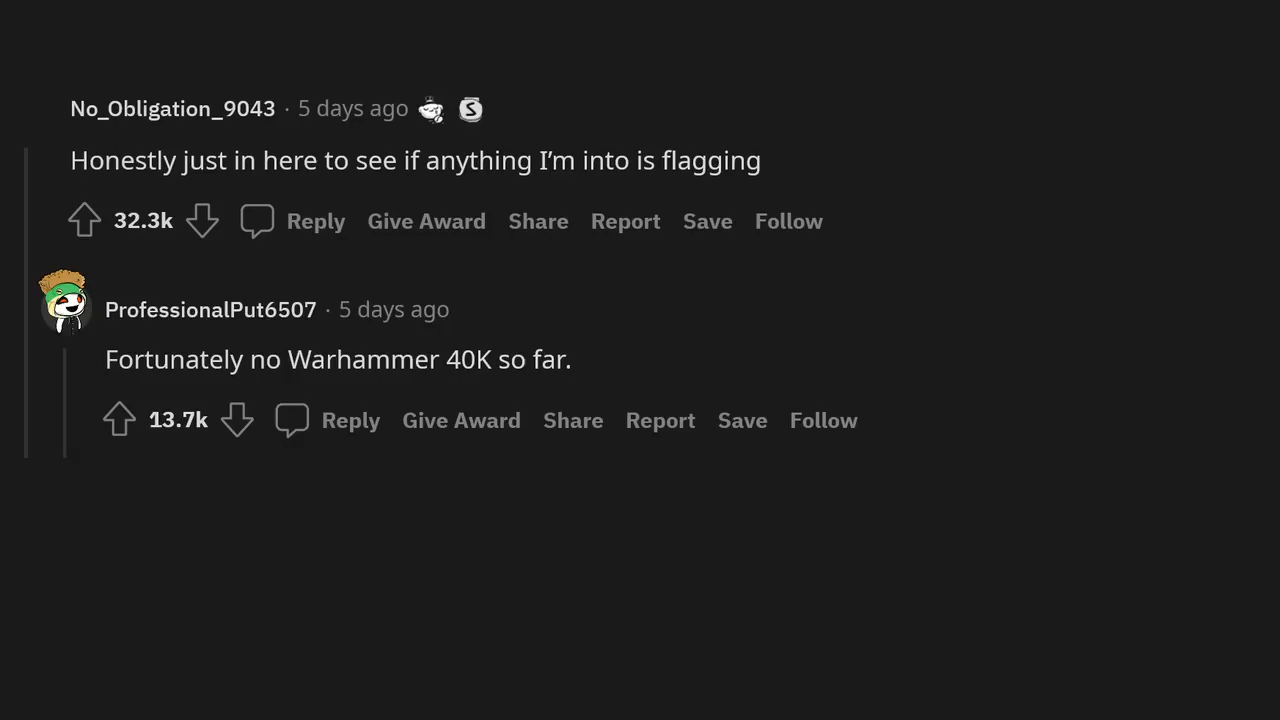 No_Obligation_9043 · 5 days ago
Honestly just in here to see if anything I’m into is flagging
32.3k Reply Give Award Share Report Save Follow
ProfessionalPut6507 · 5 days ago
Fortunately no Warhammer 40K so far.
13.7k Reply Give Award Share Report Save Follow